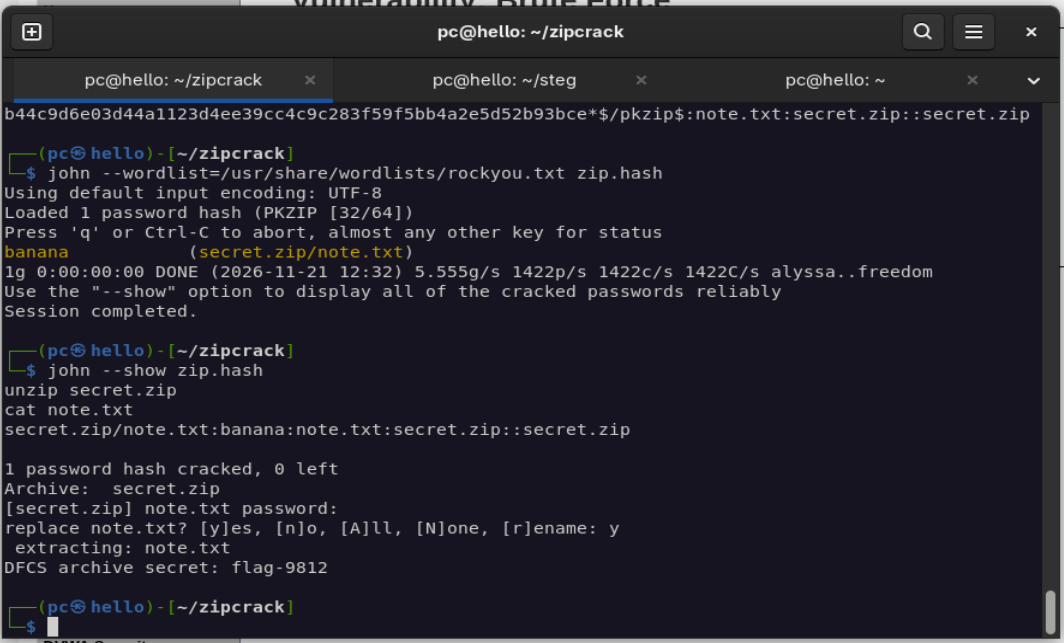 Vulnerability: Brute Force
pc@hello: ~/zipcrack
pc@hello: ~/zipcrack × pc@hello: ~/steg × pc@hello: ~ ×
b44c9d6e03d44a1123d4ee39cc4c9c283f59f5bb4a2e5d52b93bce*$/pkzip$:note.txt:secret.zip::secret.zip
┌──(pc㉿hello)-[~/zipcrack]
└─$ john --wordlist=/usr/share/wordlists/rockyou.txt zip.hash
Using default input encoding: UTF-8
Loaded 1 password hash (PKZIP [32/64])
Press 'q' or Ctrl-C to abort, almost any other key for status
banana           (secret.zip/note.txt)
1g 0:00:00:00 DONE (2026-11-21 12:32) 5.555g/s 1422p/s 1422c/s 1422C/s alyssa..freedom
Use the "--show" option to display all of the cracked passwords reliably
Session completed.
┌──(pc㉿hello)-[~/zipcrack]
└─$ john --show zip.hash
unzip secret.zip
cat note.txt
secret.zip/note.txt:banana:note.txt:secret.zip::secret.zip
1 password hash cracked, 0 left
Archive:  secret.zip
[secret.zip] note.txt password:
replace note.txt? [y]es, [n]o, [A]ll, [N]one, [r]ename: y
 extracting: note.txt
DFCS archive secret: flag-9812
┌──(pc㉿hello)-[~/zipcrack]
└─$